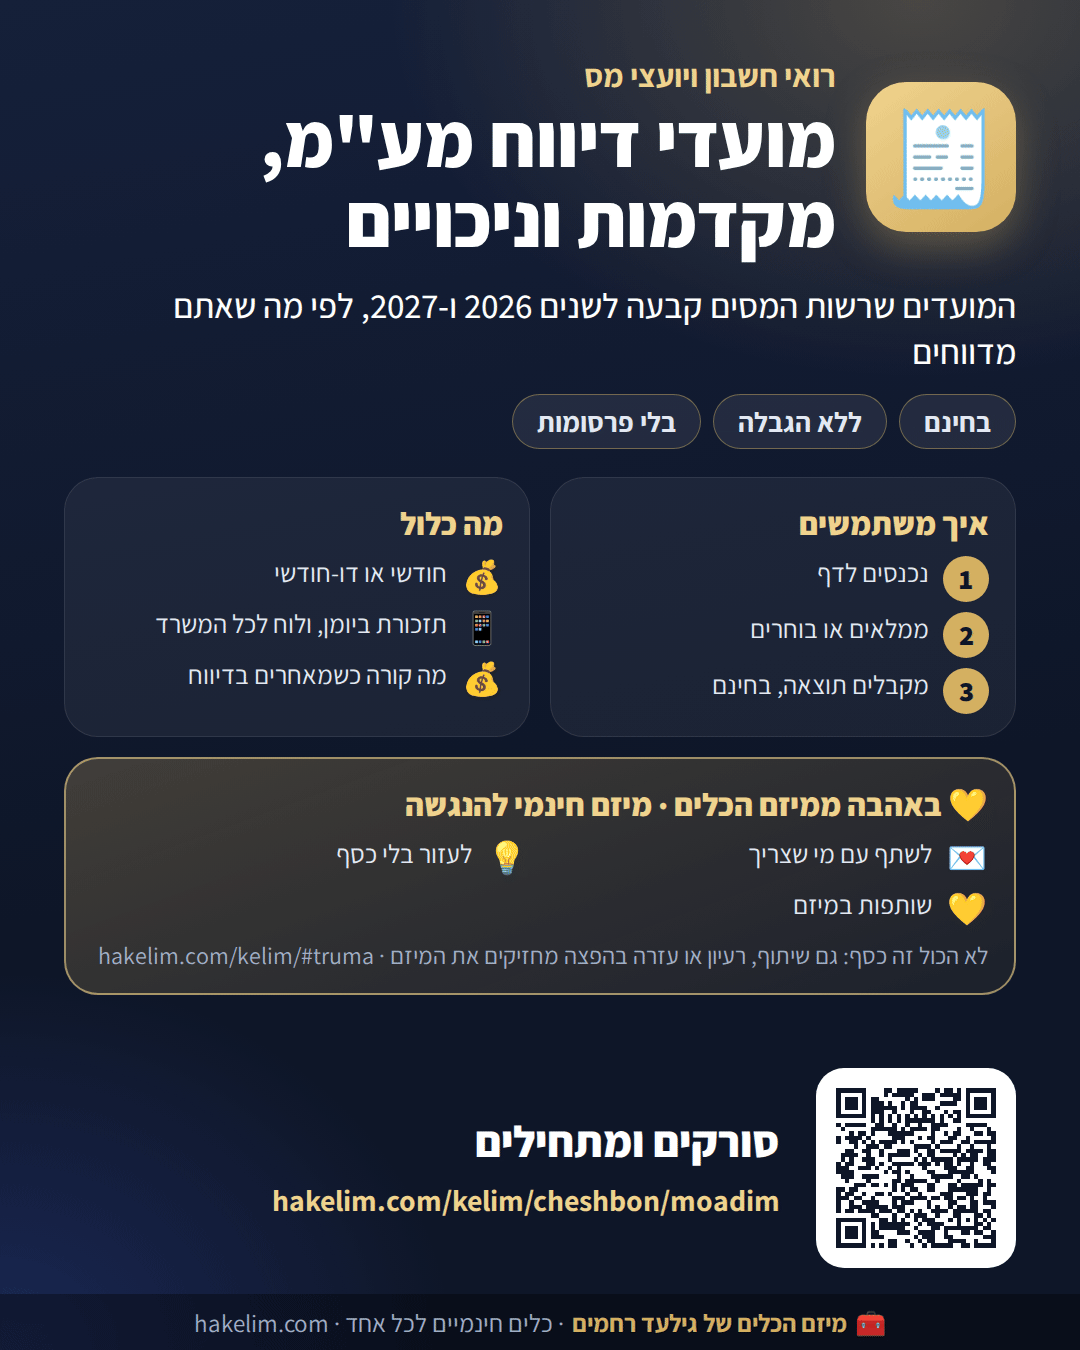 רואי חשבון ויועצי מס
מועדי דיווח מע"מ,
מקדמות וניכויים
המועדים שרשות המסים קבעה לשנים 2026 ו-2027, לפי מה שאתם
מדווחים
בחינם
ללא הגבלה
בלי פרסומות
איך משתמשים
1 נכנסים לדף
2 ממלאים או בוחרים
3 מקבלים תוצאה, בחינם
מה כלול
חודשי או דו-חודשי
תזכורת ביומן, ולוח לכל המשרד
מה קורה כשמאחרים בדיווח
באהבה ממיזם הכלים · מיזם חינמי להנגשה
לשתף עם מי שצריך
לעזור בלי כסף
שותפות במיזם
לא הכול זה כסף: גם שיתוף, רעיון או עזרה בהפצה מחזיקים את המיזם · hakelim.com/kelim/#truma
סורקים ומתחילים
hakelim.com/kelim/cheshbon/moadim
מיזם הכלים של גילעד רחמים · כלים חינמיים לכל אחד · hakelim.com